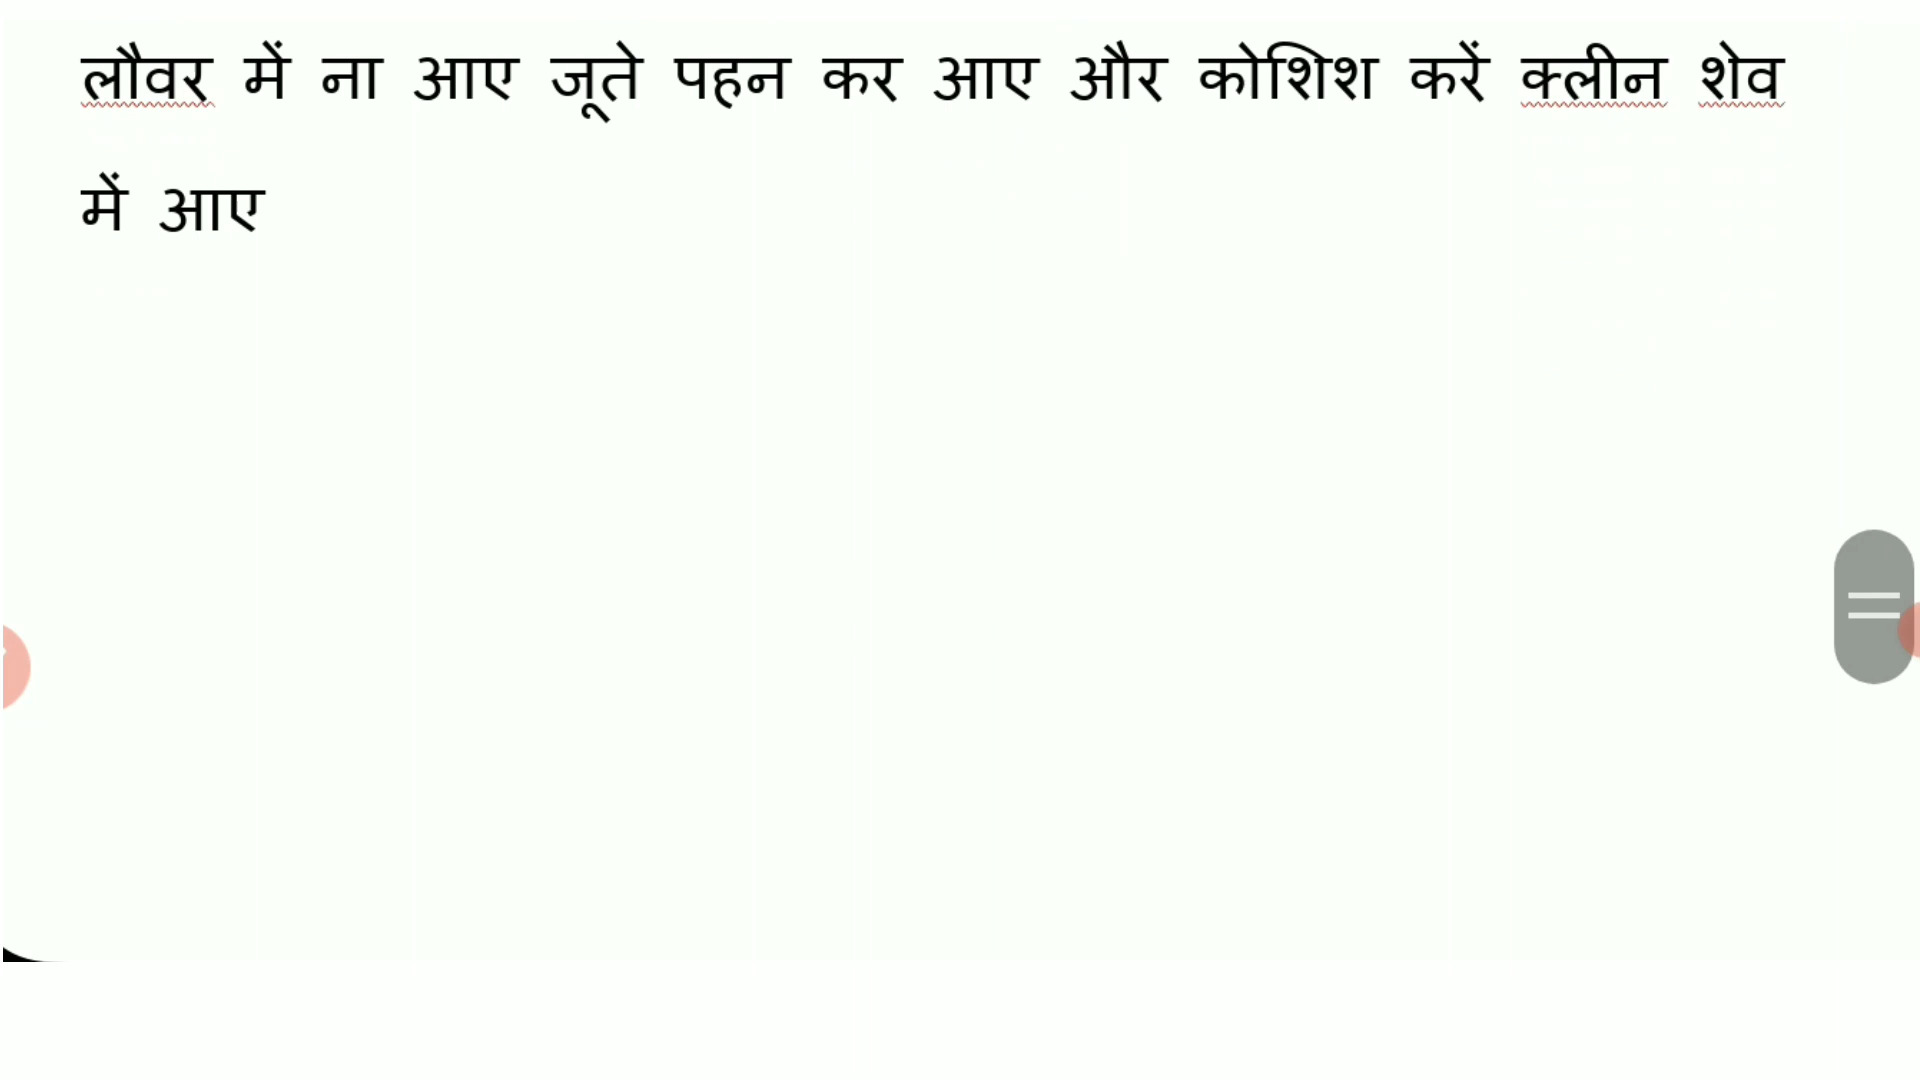 लौवर में ना आए जूते पहन कर आए और कोशिश करें क्लीन शेव
में आए